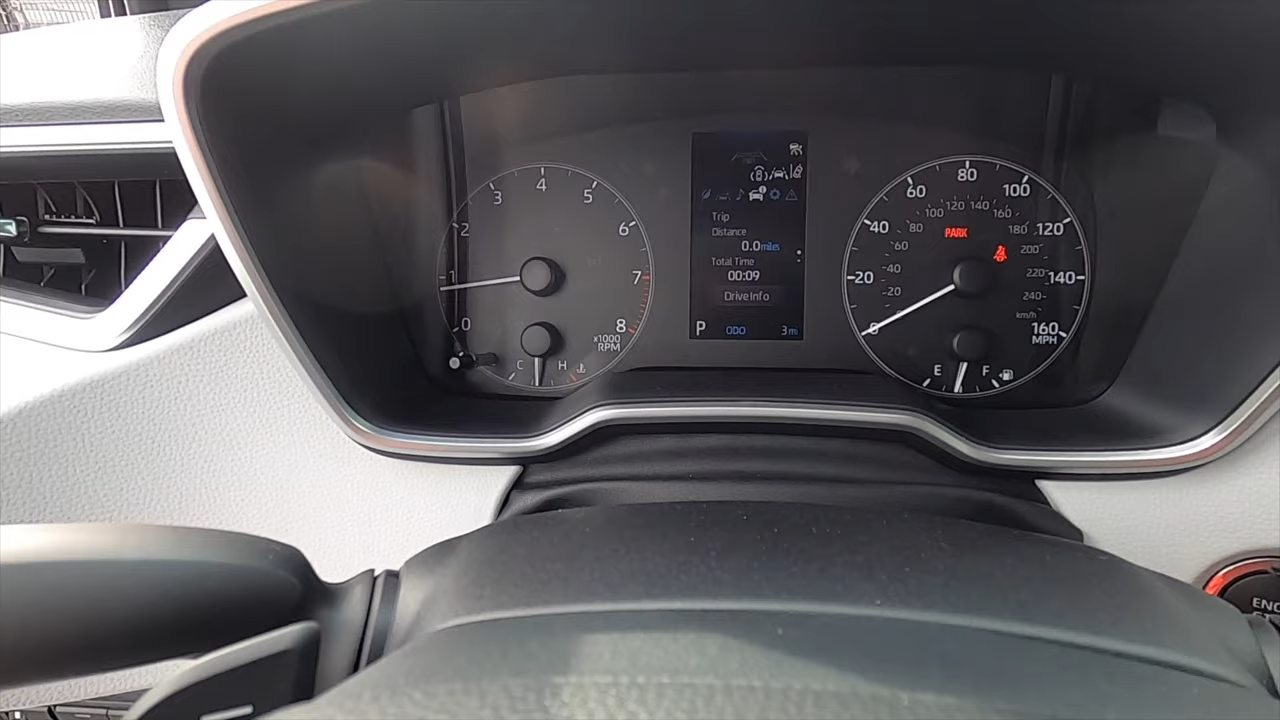 0
1
2
3
4
5
6
7
8
x1000
RPM
C
H
Trip
Distance
0.0 miles
Total Time
00:09
Drive Info
P
ODO
3 mi
0
20
40
60
80
100
120
140
160
MPH
20
40
60
80
100
120
140
160
180
200
220
240
km/h
PARK
E
F